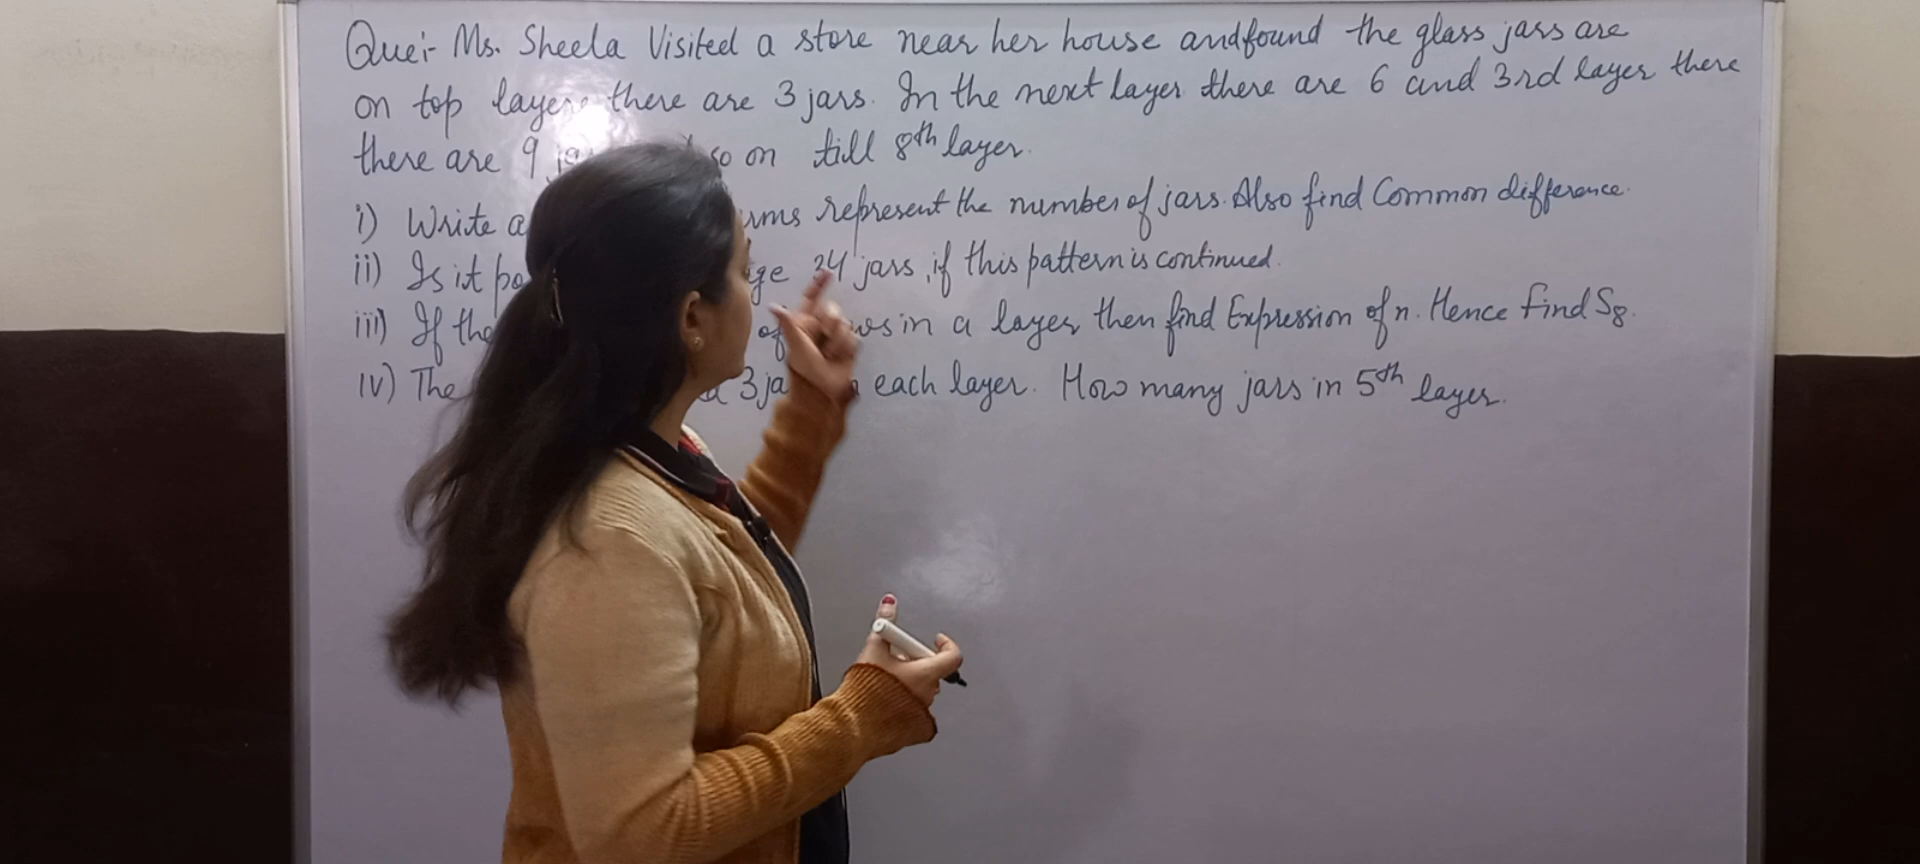 Que:- Ms. Sheela Visited a store near her house and found the glass jars are
on top layer there are 3 jars. In the next layer there are 6 and 3rd layer there
there are 9 so on till 8th layer.
i) Write a represent the number of jars. Also find Common difference.
ii) Is it 34 jars, if this pattern is continued.
iii) If the of in a layer then find Expression of n. Hence find S8.
iv) The 3 each layer. How many jars in 5th layer.